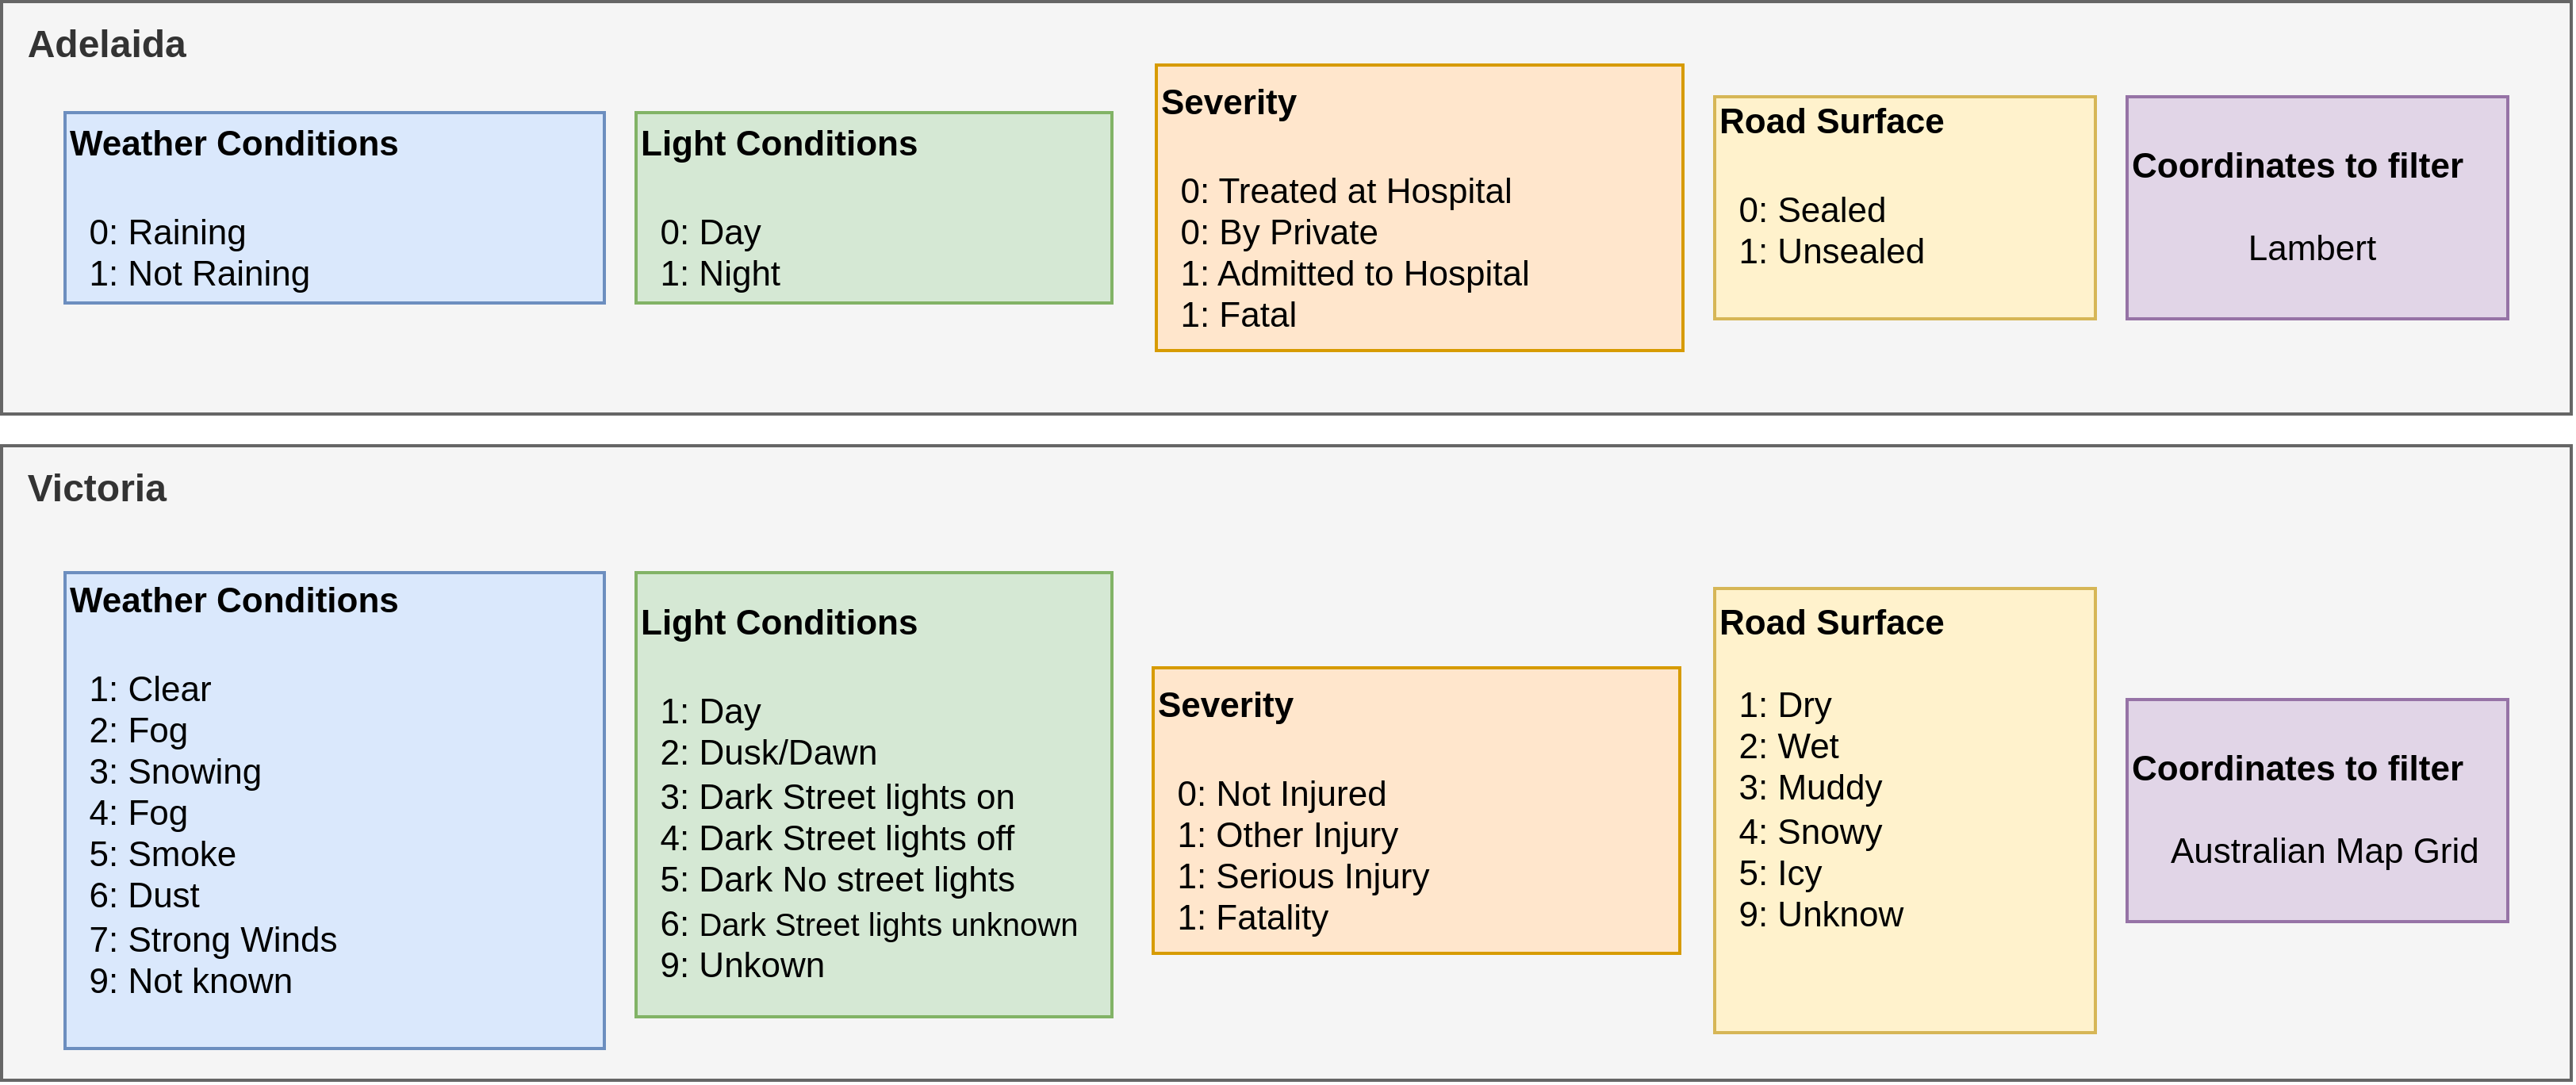 Adelaida
Weather Conditions
0: Raining
1: Not Raining
Light Conditions
0: Day
1: Night
Severity
0: Treated at Hospital
0: By Private
1: Admitted to Hospital
1: Fatal
Road Surface
0: Sealed
1: Unsealed
Coordinates to filter
Lambert
Victoria
Weather Conditions
1: Clear
2: Fog
3: Snowing
4: Fog
5: Smoke
6: Dust
7: Strong Winds
9: Not known
Light Conditions
1: Day
2: Dusk/Dawn
3: Dark Street lights on
4: Dark Street lights off
5: Dark No street lights
6: Dark Street lights unknown
9: Unkown
Severity
0: Not Injured
1: Other Injury
1: Serious Injury
1: Fatality
Road Surface
1: Dry
2: Wet
3: Muddy
4: Snowy
5: Icy
9: Unknow
Coordinates to filter
Australian Map Grid